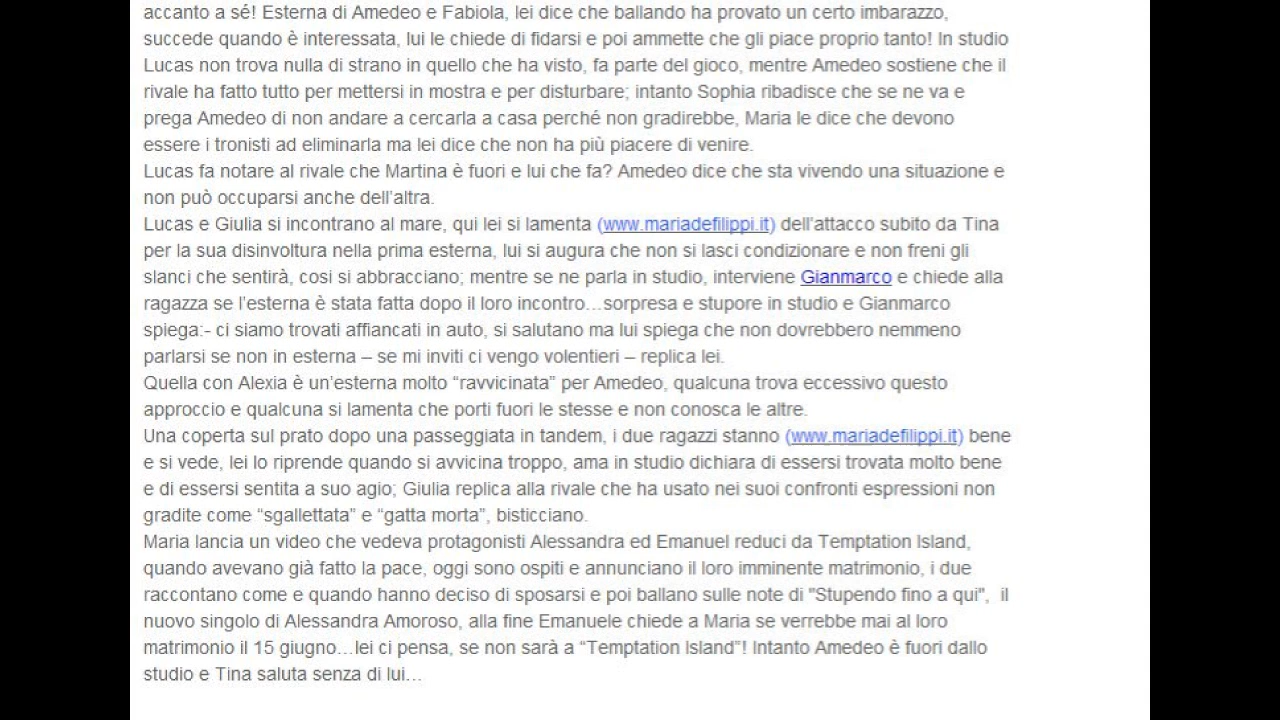 accanto a sé! Esterna di Amedeo e Fabiola, lei dice che ballando ha provato un certo imbarazzo,
succede quando è interessata, lui le chiede di fidarsi e poi ammette che gli piace proprio tanto! In studio
Lucas non trova nulla di strano in quello che ha visto, fa parte del gioco, mentre Amedeo sostiene che il
rivale ha fatto tutto per mettersi in mostra e per disturbare; intanto Sophia ribadisce che se ne va e
prega Amedeo di non andare a cercarla a casa perché non gradirebbe, Maria le dice che devono
essere i tronisti ad eliminarla ma lei dice che non ha più piacere di venire.
Lucas fa notare al rivale che Martina è fuori e lui che fa? Amedeo dice che sta vivendo una situazione e
non può occuparsi anche dell'altra.
Lucas e Giulia si incontrano al mare, qui lei si lamenta (www.mariadefilippi.it) dell'attacco subito da Tina
per la sua disinvoltura nella prima esterna, lui si augura che non si lasci condizionare e non freni gli
slanci che sentirà, cosi si abbracciano; mentre se ne parla in studio, interviene Gianmarco e chiede alla
ragazza se l'esterna è stata fatta dopo il loro incontro…sorpresa e stupore in studio e Gianmarco
spiega:- ci siamo trovati affiancati in auto, si salutano ma lui spiega che non dovrebbero nemmeno
parlarsi se non in esterna – se mi inviti ci vengo volentieri – replica lei.
Quella con Alexia è un'esterna molto “ravvicinata” per Amedeo, qualcuna trova eccessivo questo
approccio e qualcuna si lamenta che porti fuori le stesse e non conosca le altre.
Una coperta sul prato dopo una passeggiata in tandem, i due ragazzi stanno (www.mariadefilippi.it) bene
e si vede, lei lo riprende quando si avvicina troppo, ama in studio dichiara di essersi trovata molto bene
e di essersi sentita a suo agio; Giulia replica alla rivale che ha usato nei suoi confronti espressioni non
gradite come “sgallettata” e “gatta morta”, bisticciano.
Maria lancia un video che vedeva protagonisti Alessandra ed Emanuel reduci da Temptation Island,
quando avevano già fatto la pace, oggi sono ospiti e annunciano il loro imminente matrimonio, i due
raccontano come e quando hanno deciso di sposarsi e poi ballano sulle note di "Stupendo fino a qui",  il
nuovo singolo di Alessandra Amoroso, alla fine Emanuele chiede a Maria se verrebbe mai al loro
matrimonio il 15 giugno…lei ci pensa, se non sarà a “Temptation Island”! Intanto Amedeo è fuori dallo
studio e Tina saluta senza di lui…